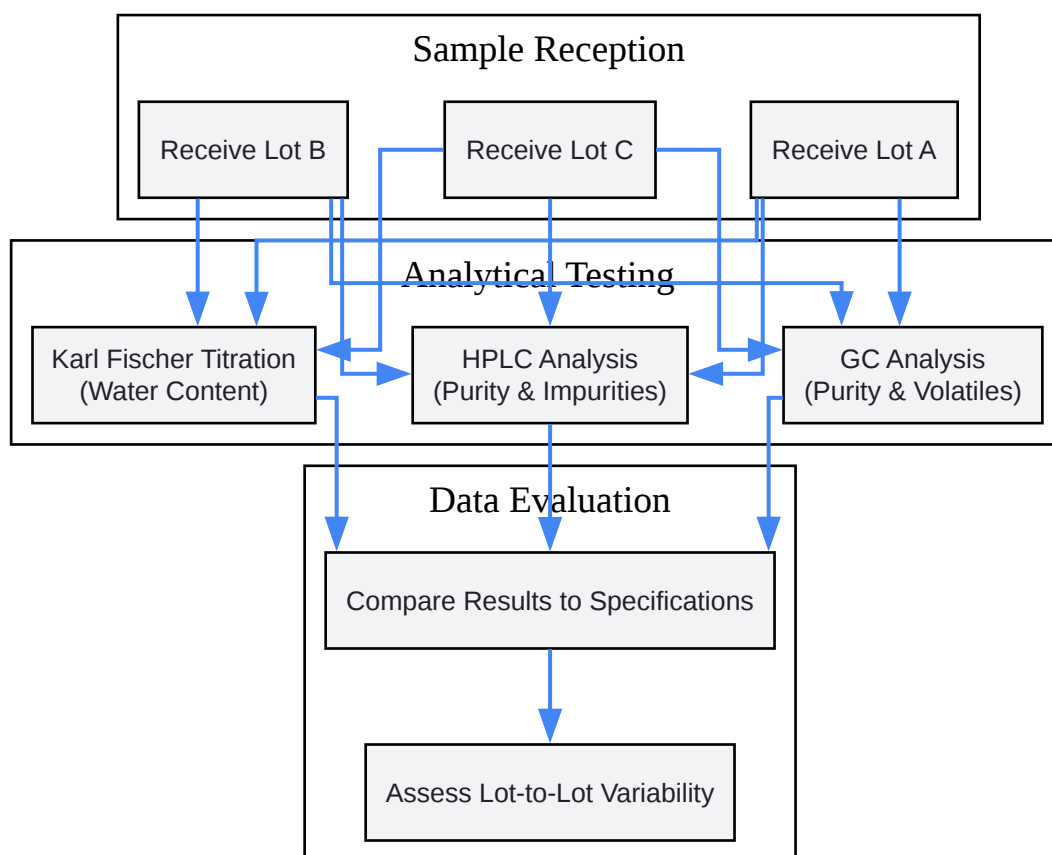 Sample Reception
Receive Lot B
Receive Lot C
Receive Lot A
Analytical Testing
Karl Fischer Titration
(Water Content)
HPLC Analysis
(Purity & Impurities)
GC Analysis
(Purity & Volatiles)
Data Evaluation
Compare Results to Specifications
Assess Lot-to-Lot Variability